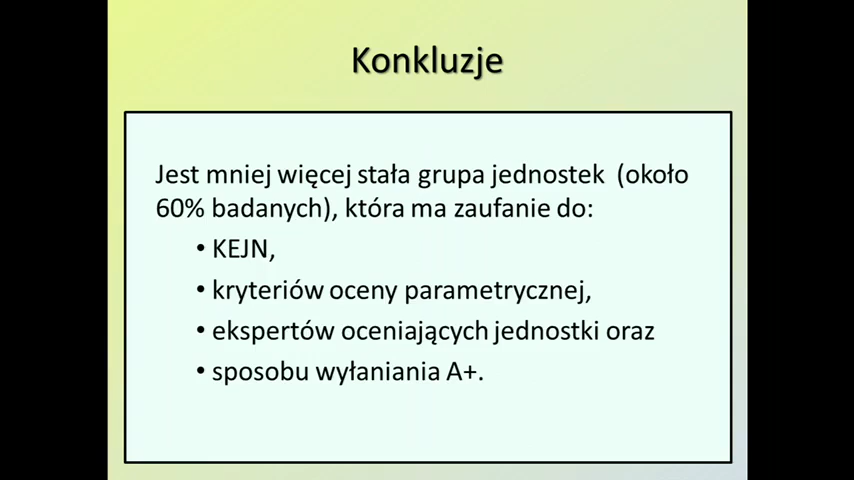 Konkluzje
Jest mniej więcej stała grupa jednostek (około
60% badanych), która ma zaufanie do:
• KEJN,
• kryteriów oceny parametrycznej,
• ekspertów oceniających jednostki oraz
• sposobu wyłaniania A+.